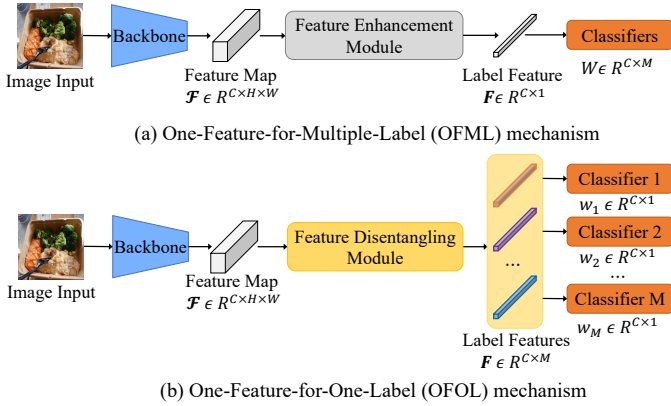 Image Input
Backbone
Feature Map
𝓕 ϵ R^{C×H×W}
Feature Enhancement
Module
Label Feature
F ϵ R^{C×1}
Classifiers
W ϵ R^{C×M}
(a) One-Feature-for-Multiple-Label (OFML) mechanism
Image Input
Backbone
Feature Map
𝓕 ϵ R^{C×H×W}
Feature Disentangling
Module
...
Label Features
F ϵ R^{C×M}
Classifier 1
w_1 ϵ R^{C×1}
Classifier 2
w_2 ϵ R^{C×1}
...
Classifier M
w_M ϵ R^{C×1}
(b) One-Feature-for-One-Label (OFOL) mechanism